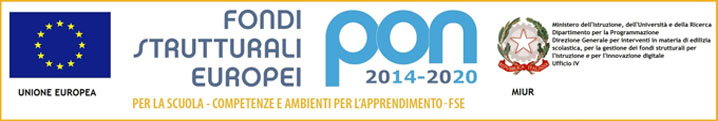 UNIONE EUROPEA
FONDI
STRUTTURALI
EUROPEI
pon
2014-2020
PER LA SCUOLA - COMPETENZE E AMBIENTI PER L'APPRENDIMENTO-FSE
Ministero dell'Istruzione, dell'Università e della Ricerca
Dipartimento per la Programmazione
Direzione Generale per interventi in materia di edilizia
scolastica, per la gestione dei fondi strutturali per
l'istruzione e per l'innovazione digitale
Ufficio IV
MIUR